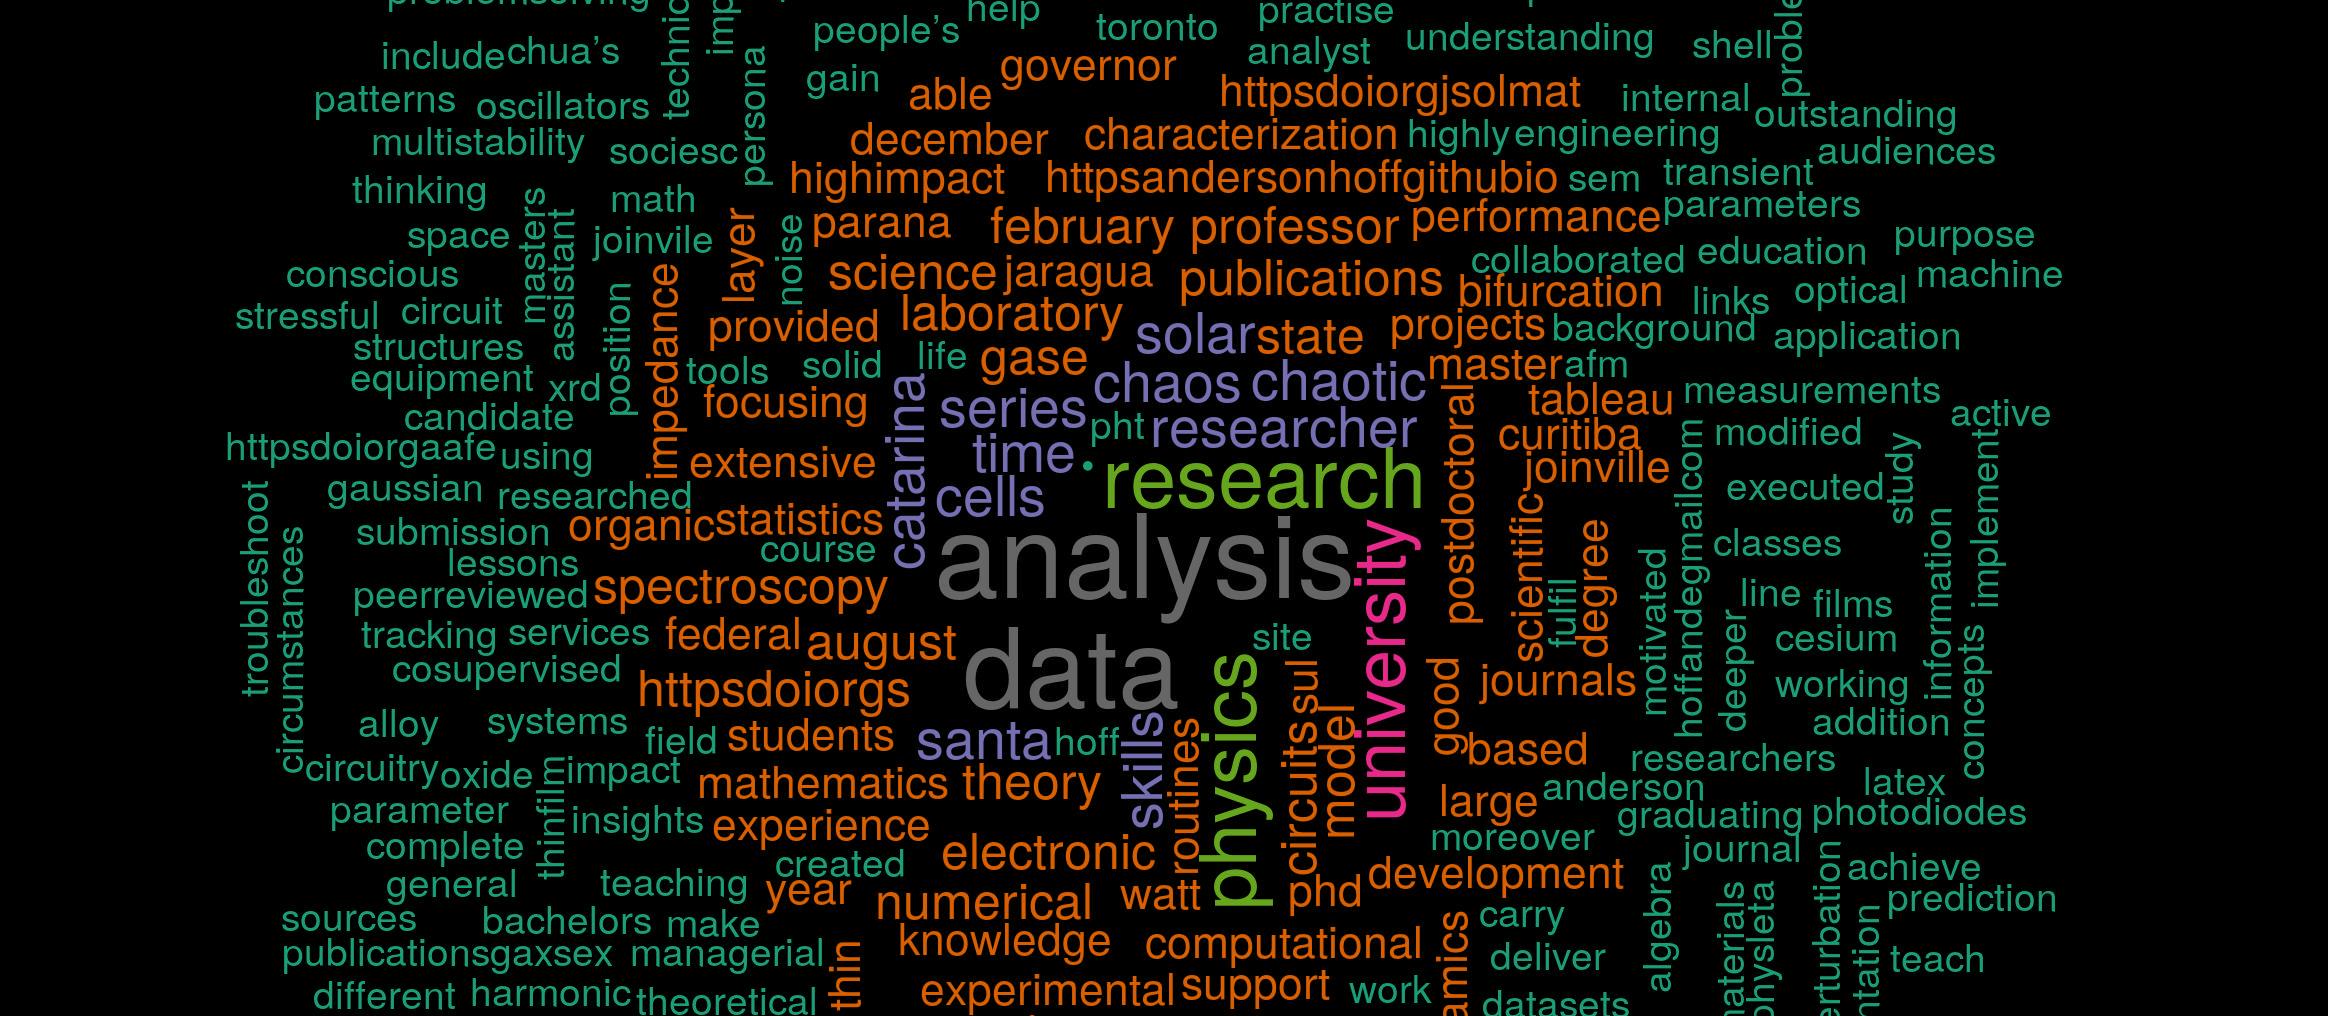 problemsolving
help
practise
include
chua's
people's
toronto
analyst
understanding
shell
technic
imp
proble
governor
gain
able
httpsdoiorgjsolmat
internal
patterns
oscillators
persona
outstanding
december
characterization
highly
engineering
multistability
sociesc
audiences
highimpact
httpsandersonhoffgithubio
sem
transient
thinking
math
parana
february
professor
performance
parameters
space
masters
assistant
joinvile
layer
noise
purpose
collaborated
education
conscious
science
jaragua
publications
bifurcation
links
optical
machine
stressful
circuit
position
impedance
provided
laboratory
solar
state
projects
background
application
structures
tools
solid
life
gase
master
afm
equipment
xrd
focusing
catarina
series
chaos
chaotic
tableau
measurements
candidate
pht
researcher
postdoctoral
curitiba
hoffandegmailcom
modified
active
httpsdoiorgaafe
using
extensive
time
research
joinville
study
implement
gaussian
researched
cells
scientific
executed
troubleshoot
circumstances
submission
organic
statistics
course
analysis
university
degree
classes
information
lessons
peerreviewed
spectroscopy
fulfil
motivated
line
films
tracking
services
federal
august
data
site
deeper
cesium
concepts
cosupervised
httpsdoiorgs
physics
sul
good
journals
working
alloy
systems
field
students
santa
hoff
skills
routines
circuits
model
based
addition
circuitry
oxide
thinfilm
impact
mathematics
theory
researchers
latex
parameter
insights
experience
large
anderson
graduating
photodiodes
complete
created
electronic
moreover
journal
general
teaching
year
numerical
watt
phd
development
algebra
achieve
sources
bachelors
make
carry
materials
physleta
erturbation
prediction
publicationsgaxsex
managerial
thin
knowledge
computational
amics
deliver
ntation
teach
different
harmonic
theoretical
experimental
support
work
datasets